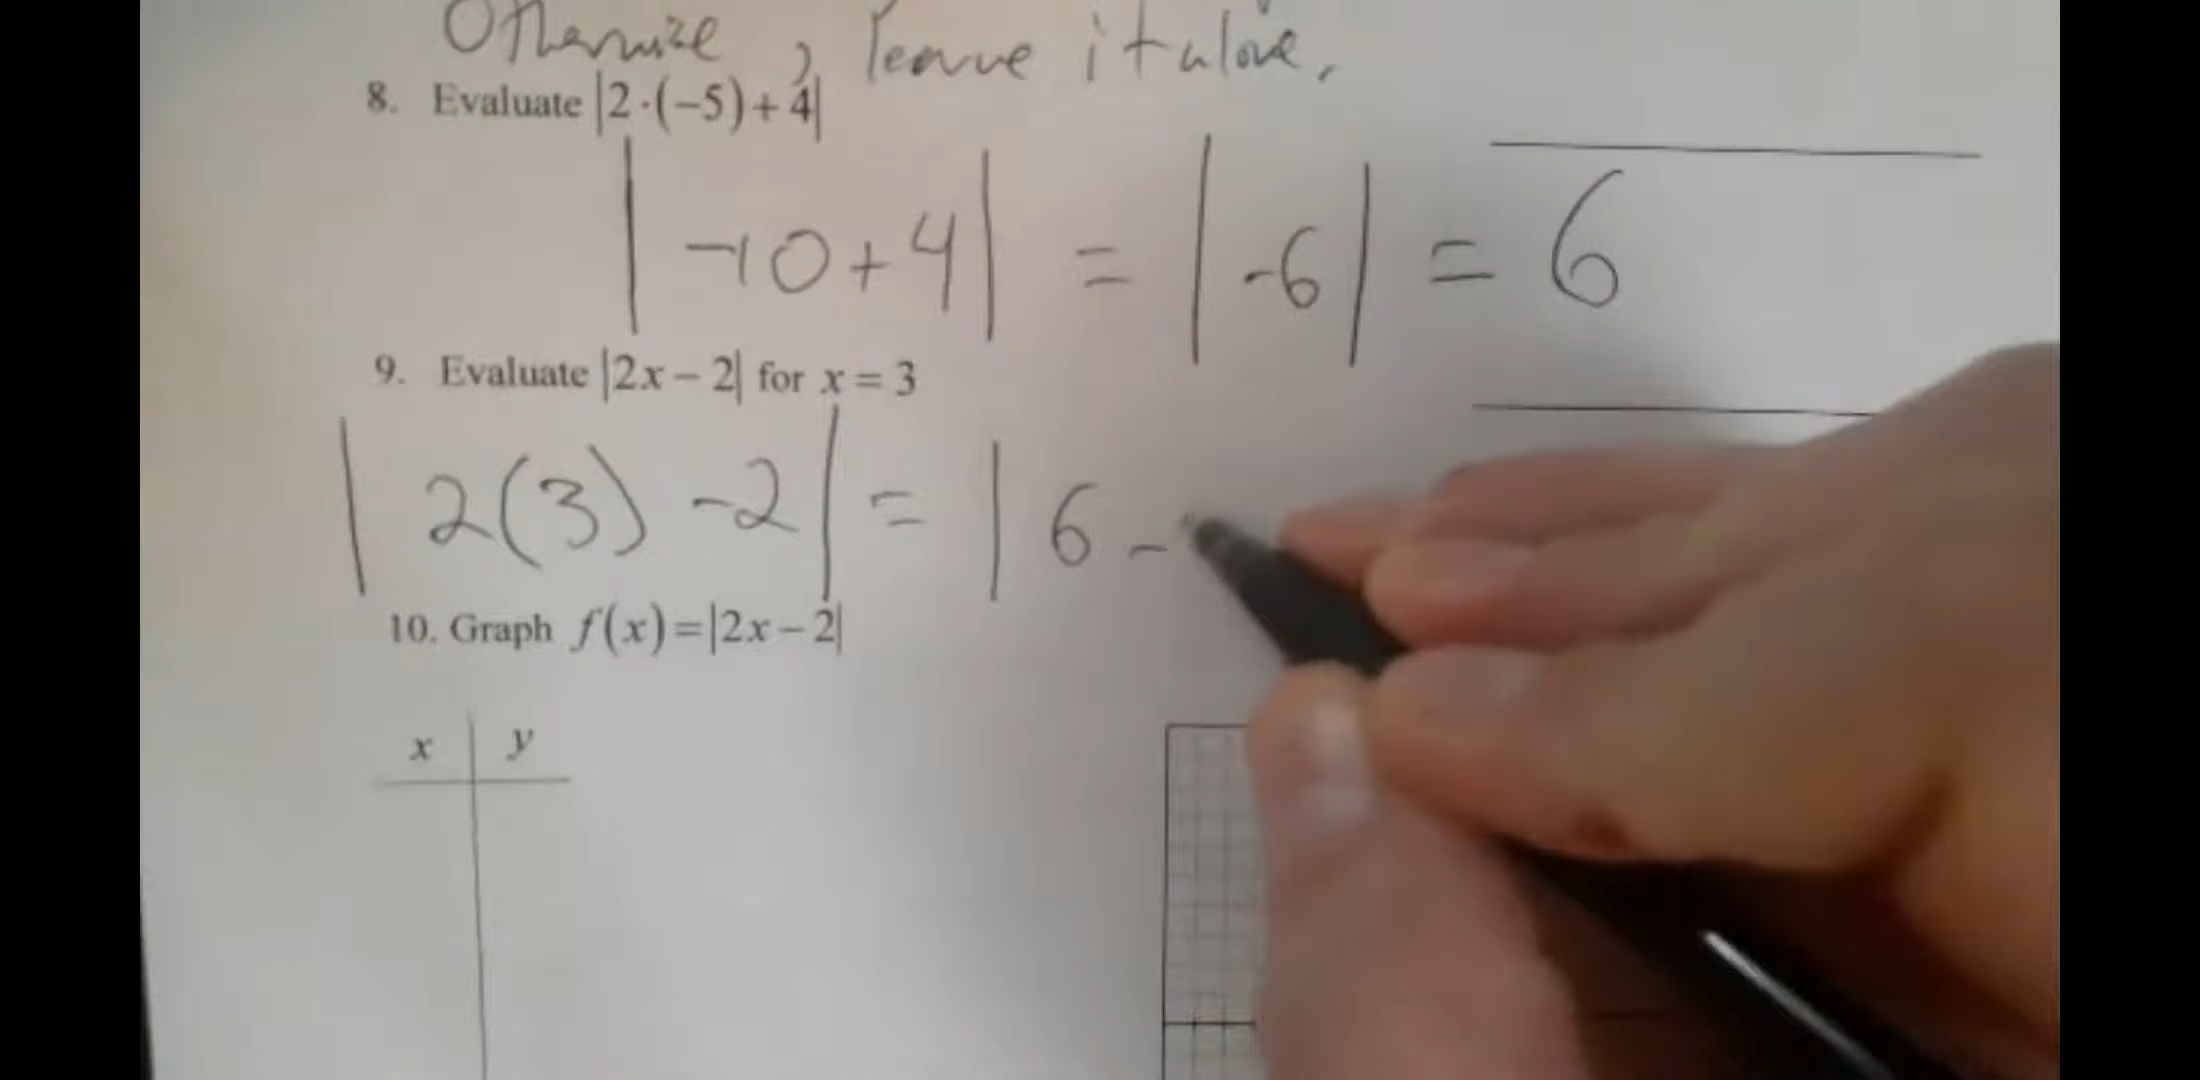 Otherwise, leave it alone.
8. Evaluate |2·(−5)+4|
|-10+4| = |-6| = 6
9. Evaluate |2x−2| for x=3
|2(3) -2| = |6 -
10. Graph f(x)=|2x−2|
x y